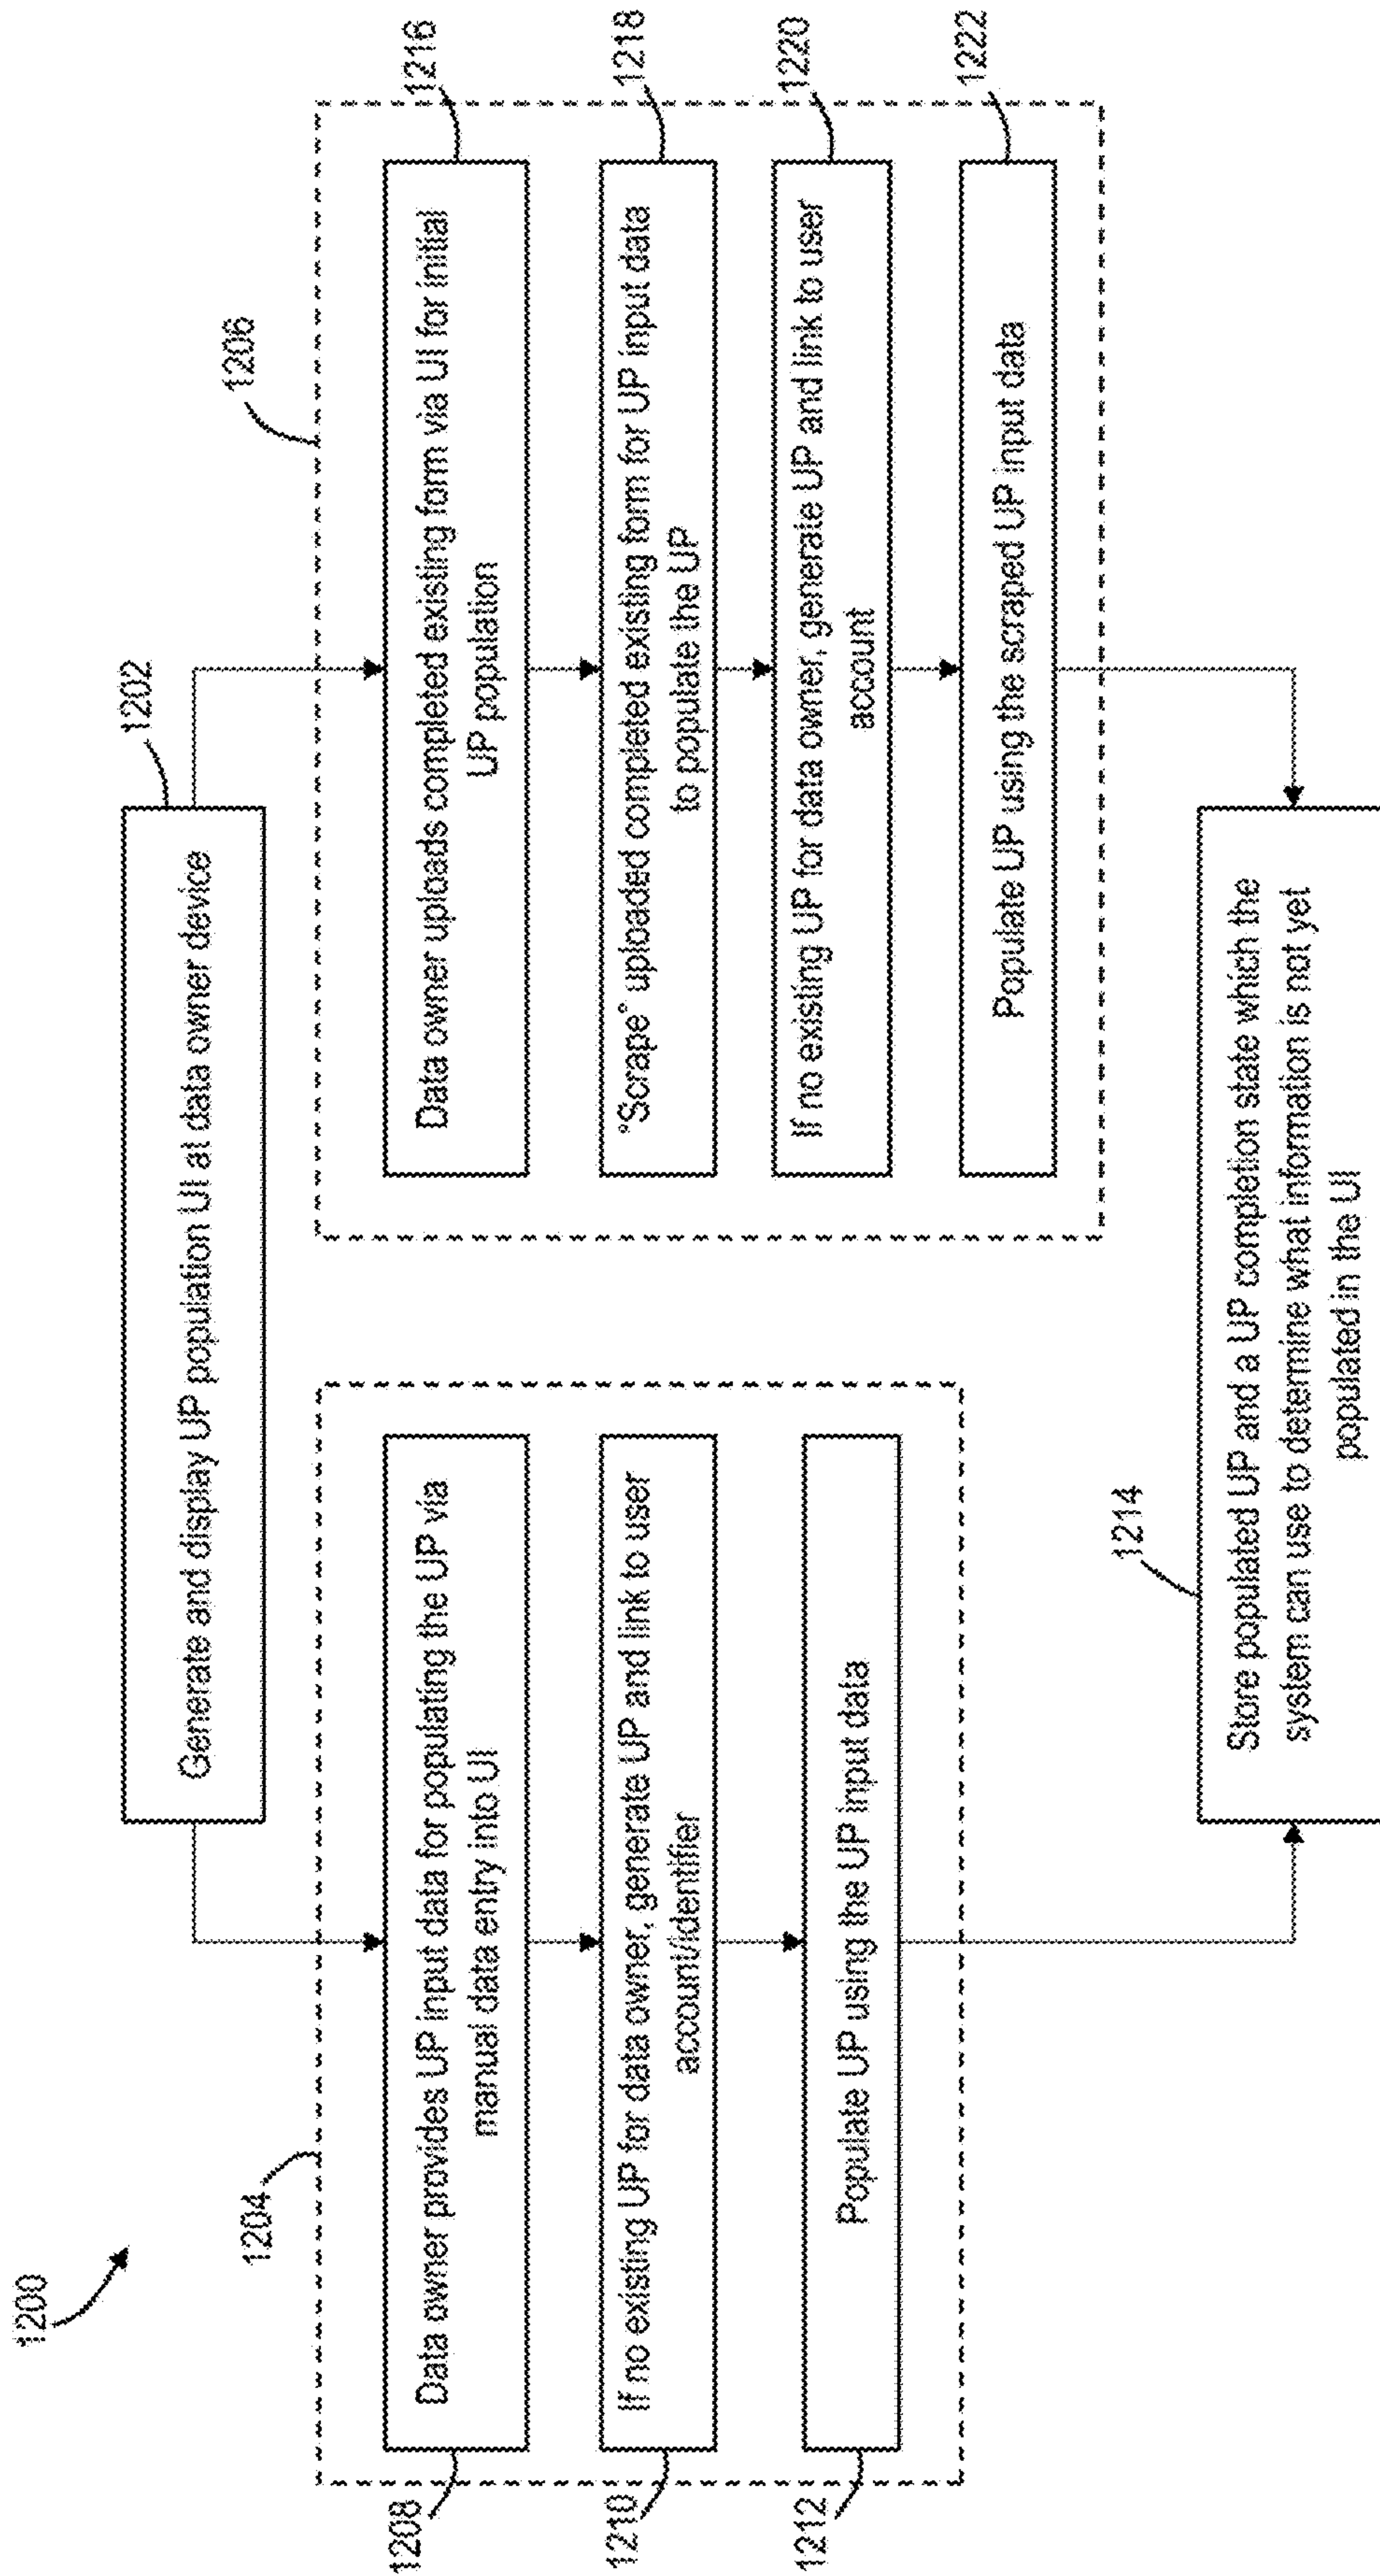 1200
1202
Generate and display UP population UI at data owner device
1204
1208
Data owner provides UP input data for populating the UP via
manual data entry into UI
1210
If no existing UP for data owner, generate UP and link to user
account/identifier
1212
Populate UP using the UP input data
1206
1216
Data owner uploads completed existing form via UI for initial
UP population
1218
"Scrape" uploaded completed existing form for UP input data
to populate the UP
1220
If no existing UP for data owner, generate UP and link to user
account
1222
Populate UP using the scraped UP input data
1214
Store populated UP and a UP completion state which the
system can use to determine what information is not yet
populated in the UI